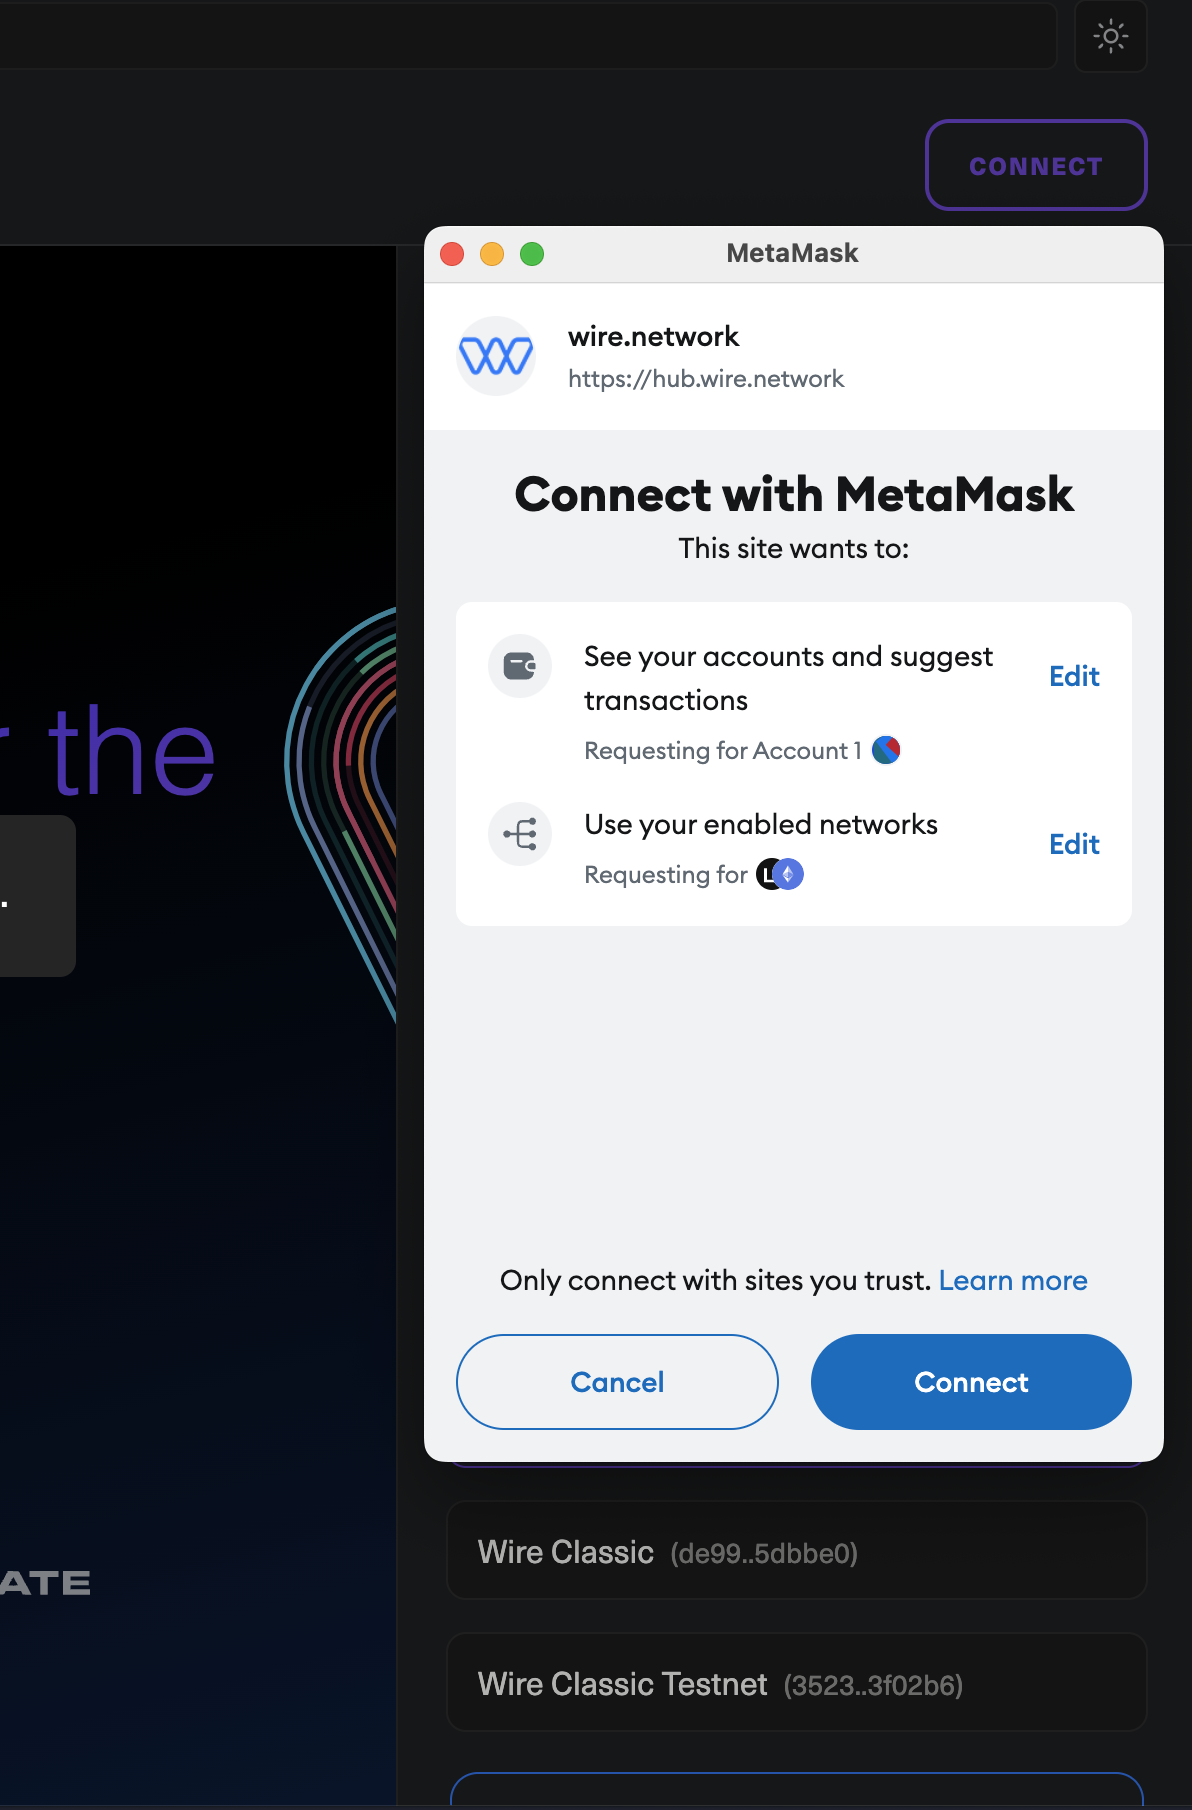 CONNECT
MetaMask
wire.network
https://hub.wire.network
Connect with MetaMask
This site wants to:
See your accounts and suggest
transactions
Edit
Requesting for Account 1
Use your enabled networks
Edit
Requesting for
the
.
Only connect with sites you trust. Learn more
Cancel
Connect
Wire Classic (de99..5dbbe0)
ATE
Wire Classic Testnet (3523..3f02b6)